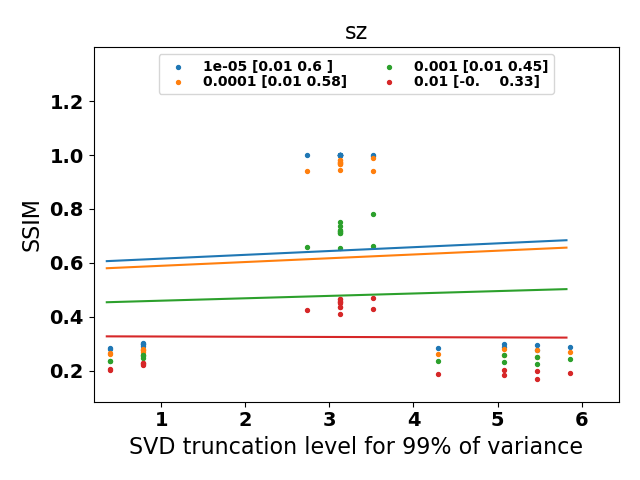 sz
1e-05 [0.01 0.6 ]
0.0001 [0.01 0.58]
0.001 [0.01 0.45]
0.01 [-0. 0.33]
SSIM
1.2
1.0
0.8
0.6
0.4
0.2
1 2 3 4 5 6
SVD truncation level for 99% of variance